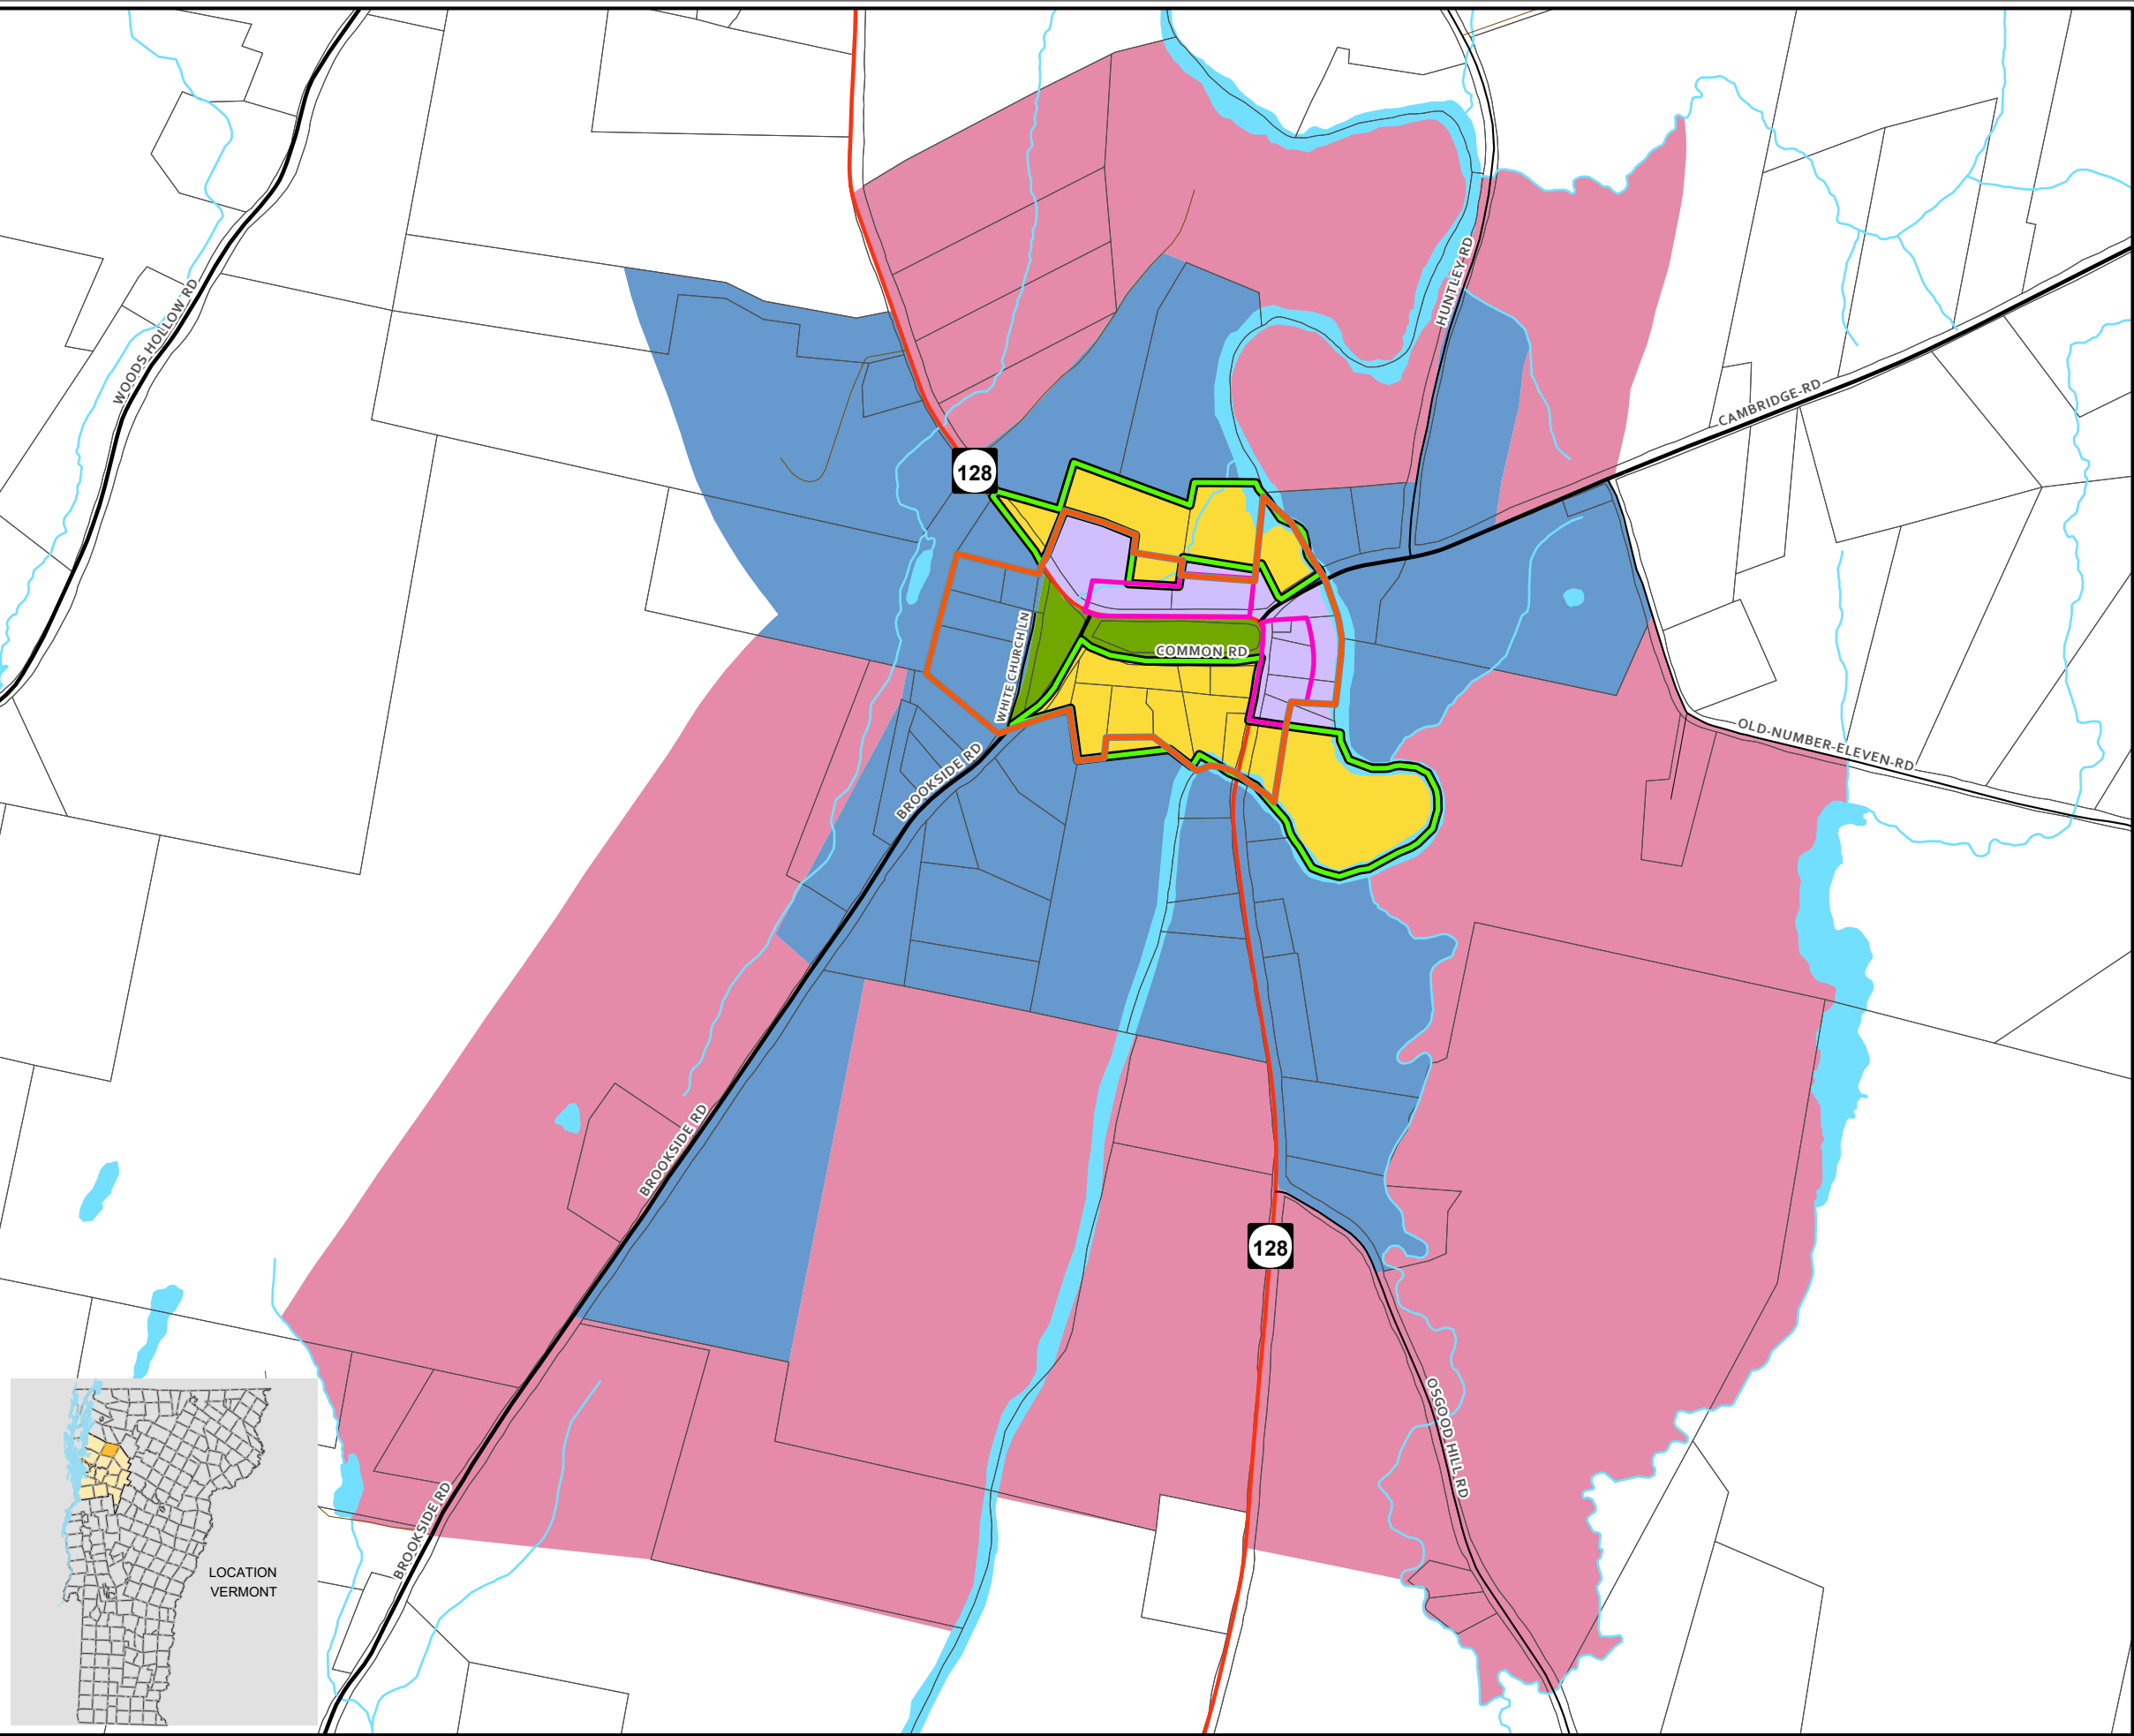 HUNTLEY RD
WOODS HOLLOW RD
CAMBRIDGE-RD
128
WHITE CHURCH LN
COMMON RD
OLD-NUMBER-ELEVEN-RD
BROOKSIDE RD
BROOKSIDE RD
128
OSGOOD HILL RD
BROOKSIDE RD
LOCATION
VERMONT